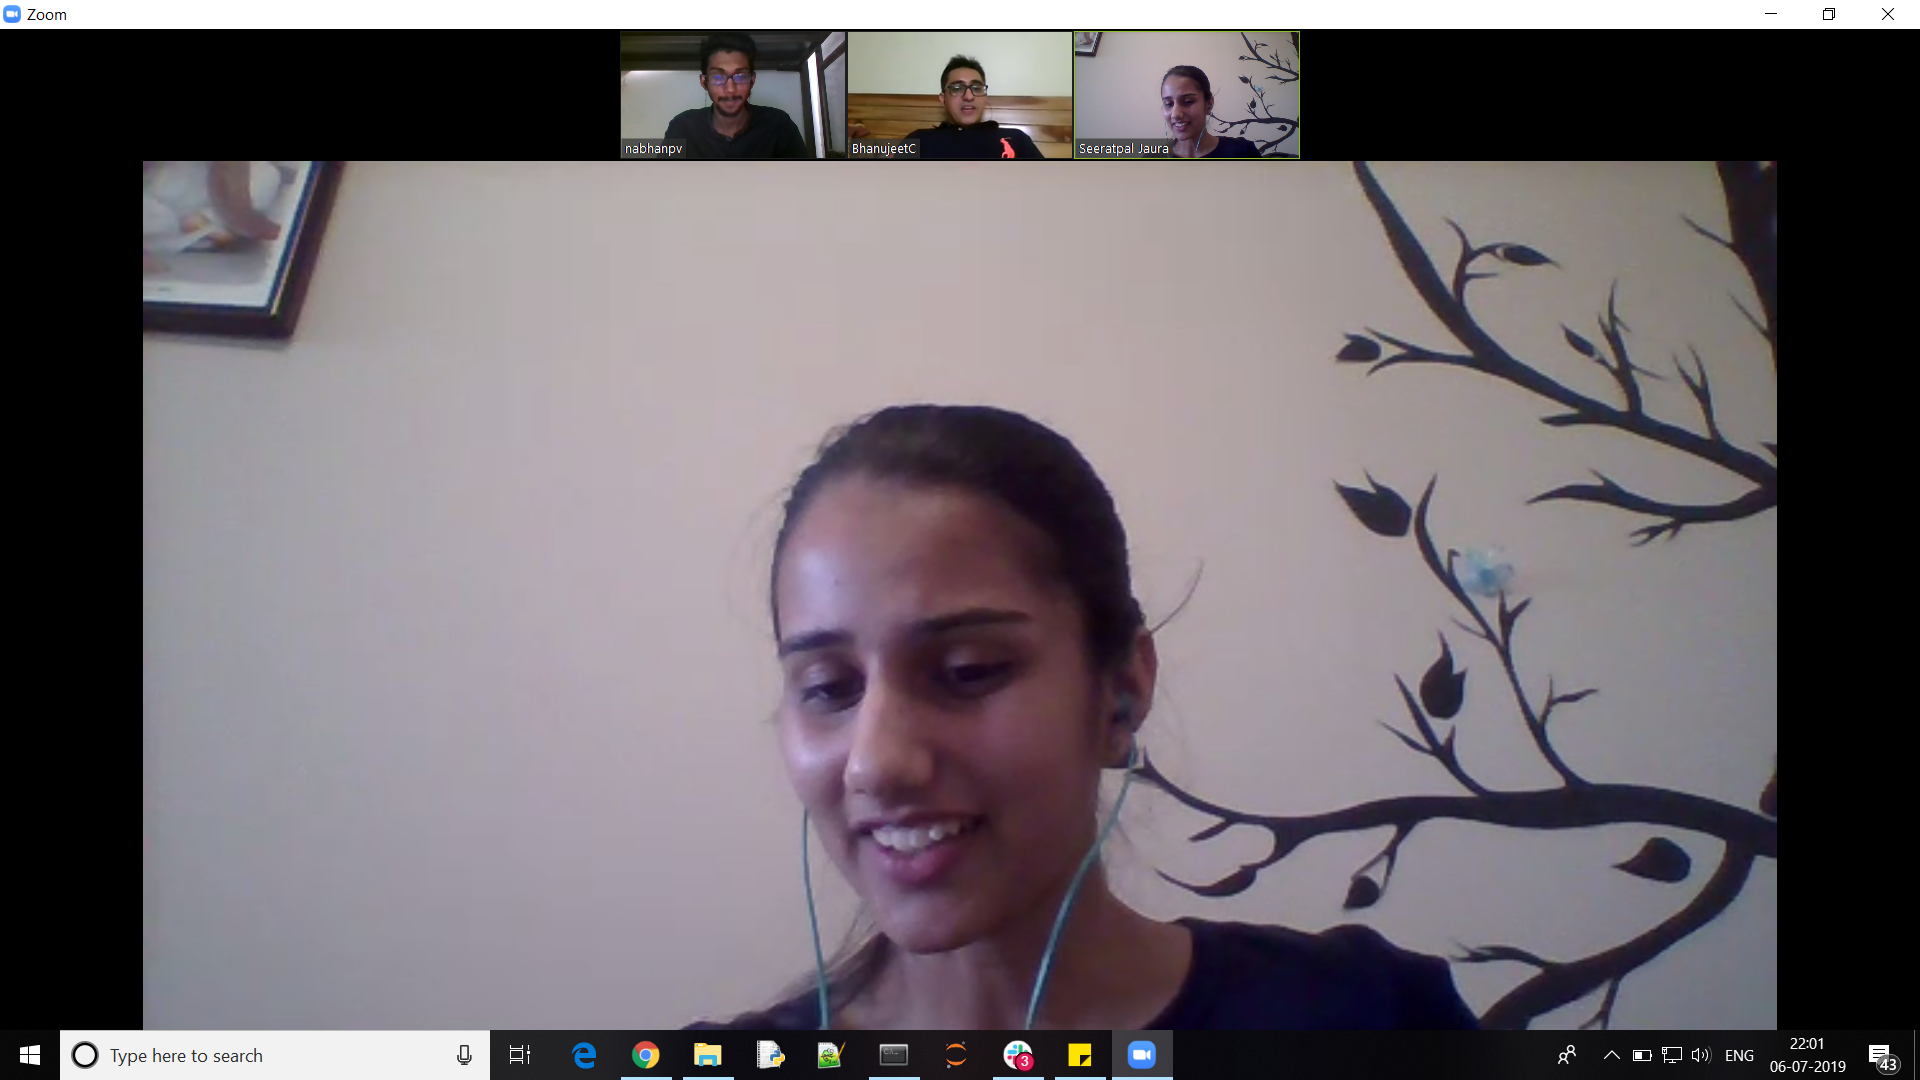 Zoom
nabhanpv
BhanujeetC
Seeratpal Jaura
Type here to search
3
ENG
22:01
06-07-2019
43